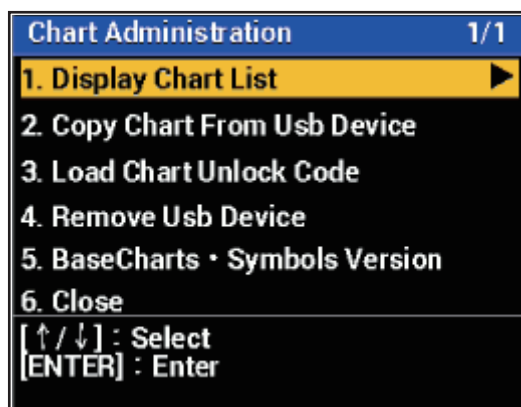 Chart Administration 1/1
1. Display Chart List ▶
2. Copy Chart From Usb Device
3. Load Chart Unlock Code
4. Remove Usb Device
5. BaseCharts・Symbols Version
6. Close
[↑/↓] : Select
[ENTER] : Enter